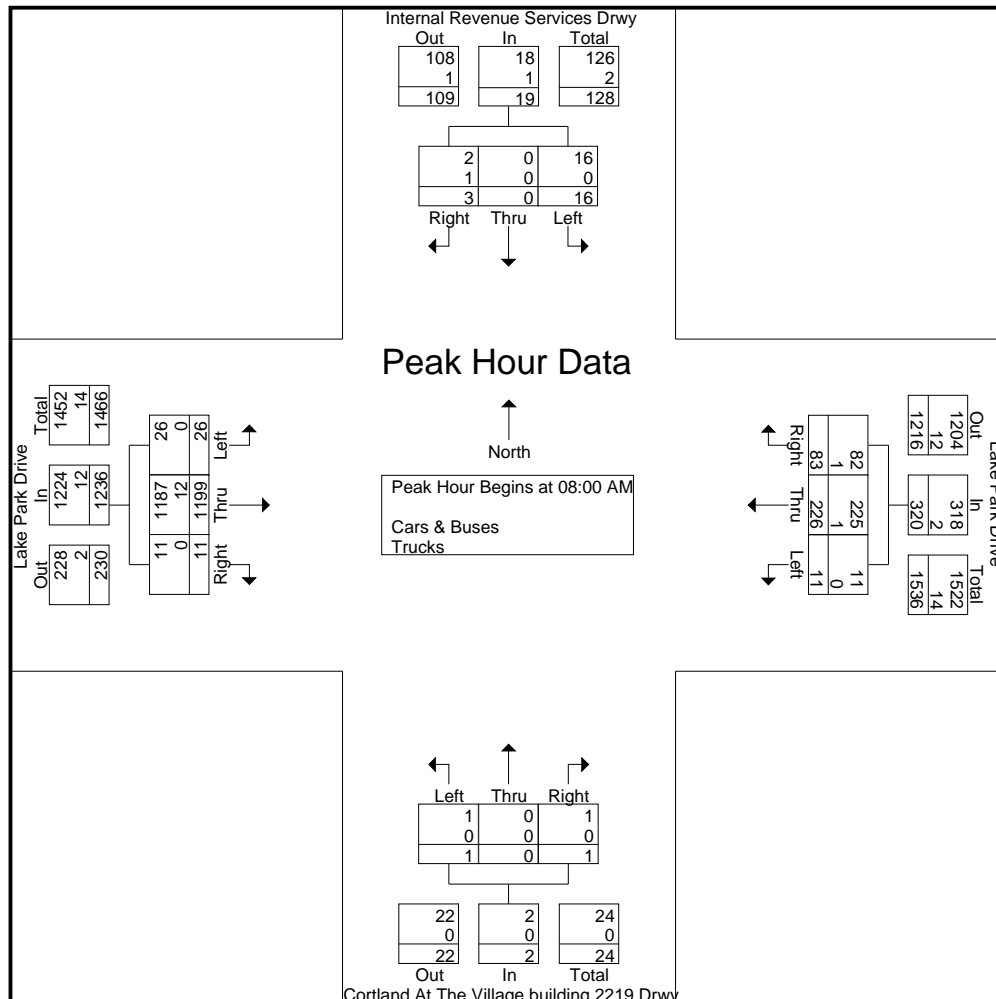 Internal Revenue Services Drwy
Out In Total
108 18 126
1 1 2
109 19 128
2 0 16
1 0 0
3 0 16
Right Thru Left
Peak Hour Data
North
Peak Hour Begins at 08:00 AM
Cars & Buses
Trucks
Lake Park Drive
Total In Out
1452 1224 228
14 12 2
1466 1236 230
Left Thru Right
26 1187 11
0 12 0
26 1199 11
Lake Park Drive
Out In Total
1204 318 1522
12 2 14
1216 320 1536
Right Thru Left
82 225 11
1 1 0
83 226 11
Left Thru Right
1 0 1
0 0 0
1 0 1
22 2 24
0 0 0
22 2 24
Out In Total
Cortland At The Village building 2219 Drwy